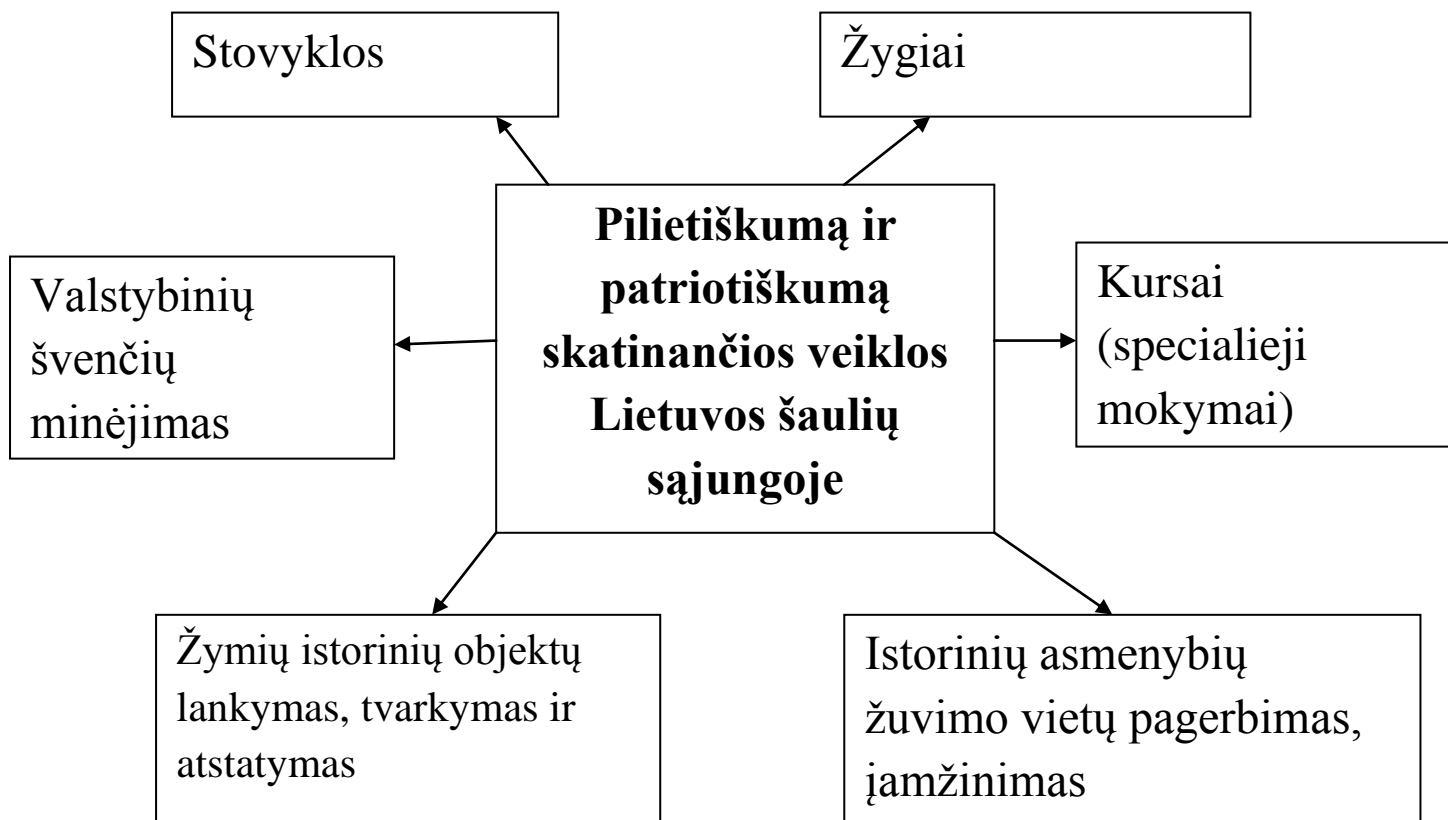 Stovyklos
Žygiai
Pilietiškumą ir
patriotiškumą
skatinančios veiklos
Lietuvos šaulių
sąjungoje
Valstybinių
švenčių
minėjimas
Kursai
(specialieji
mokymai)
Žymių istorinių objektų
lankymas, tvarkymas ir
atstatymas
Istorinių asmenybių
žuvimo vietų pagerbimas,
įamžinimas